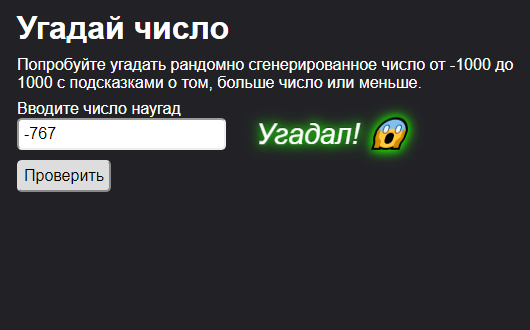 Угадай число
Попробуйте угадать рандомно сгенерированное число от -1000 до
1000 с подсказками о том, больше число или меньше.
Вводите число наугад
-767
Угадал! 😱
Проверить